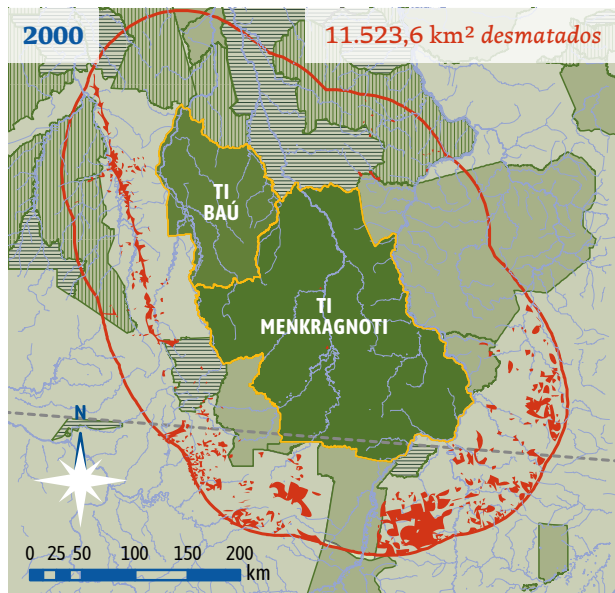 2000
11.523,6 km² desmatados
TI
BAÚ
TI
MENKRAGNOTI
N
0 25 50 100 150 200
km